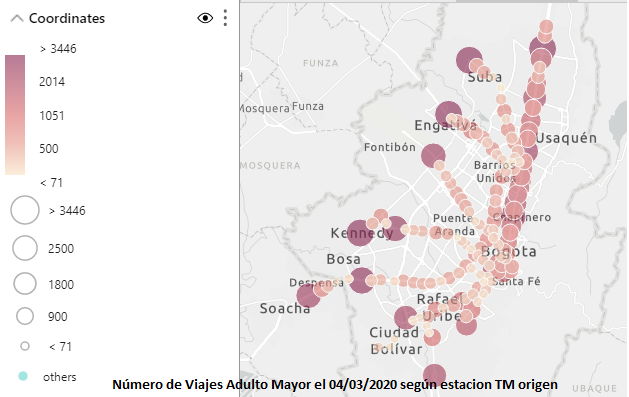 Coordinates
> 3446
2014
1051
500
< 71
> 3446
2500
1800
900
< 71
others
FUNZA
Suba
Mosquera
Funza
Engativá
Usaquén
Fontibón
Barrios
Unidos
MOSQUERA
Puente
Aranda
Chapinero
Kennedy
Bogota
Bosa
Despensa
Santa Fé
Soacha
Rafael
Uribe
Ciudad
Bolívar
UBAQUE
Número de Viajes Adulto Mayor el 04/03/2020 según estacion TM origen